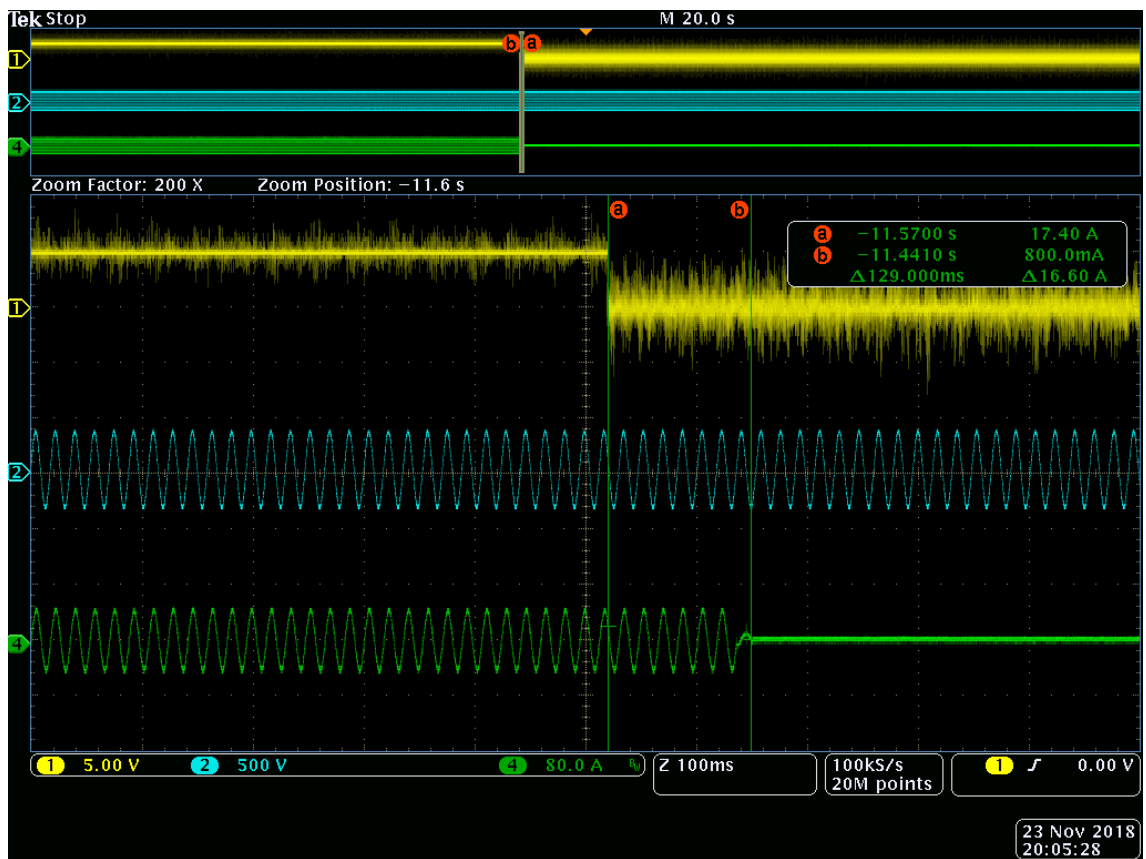 Tek Stop M 20.0 s
b a
1
2
4
Zoom Factor: 200 X Zoom Position: −11.6 s
a b
a −11.5700 s 17.40 A
b −11.4410 s 800.0mA
Δ129.000ms Δ16.60 A
1
2
4
1 5.00 V 2 500 V 4 80.0 A BW Z 100ms 100kS/s 1 0.00 V
20M points
23 Nov 2018
20:05:28